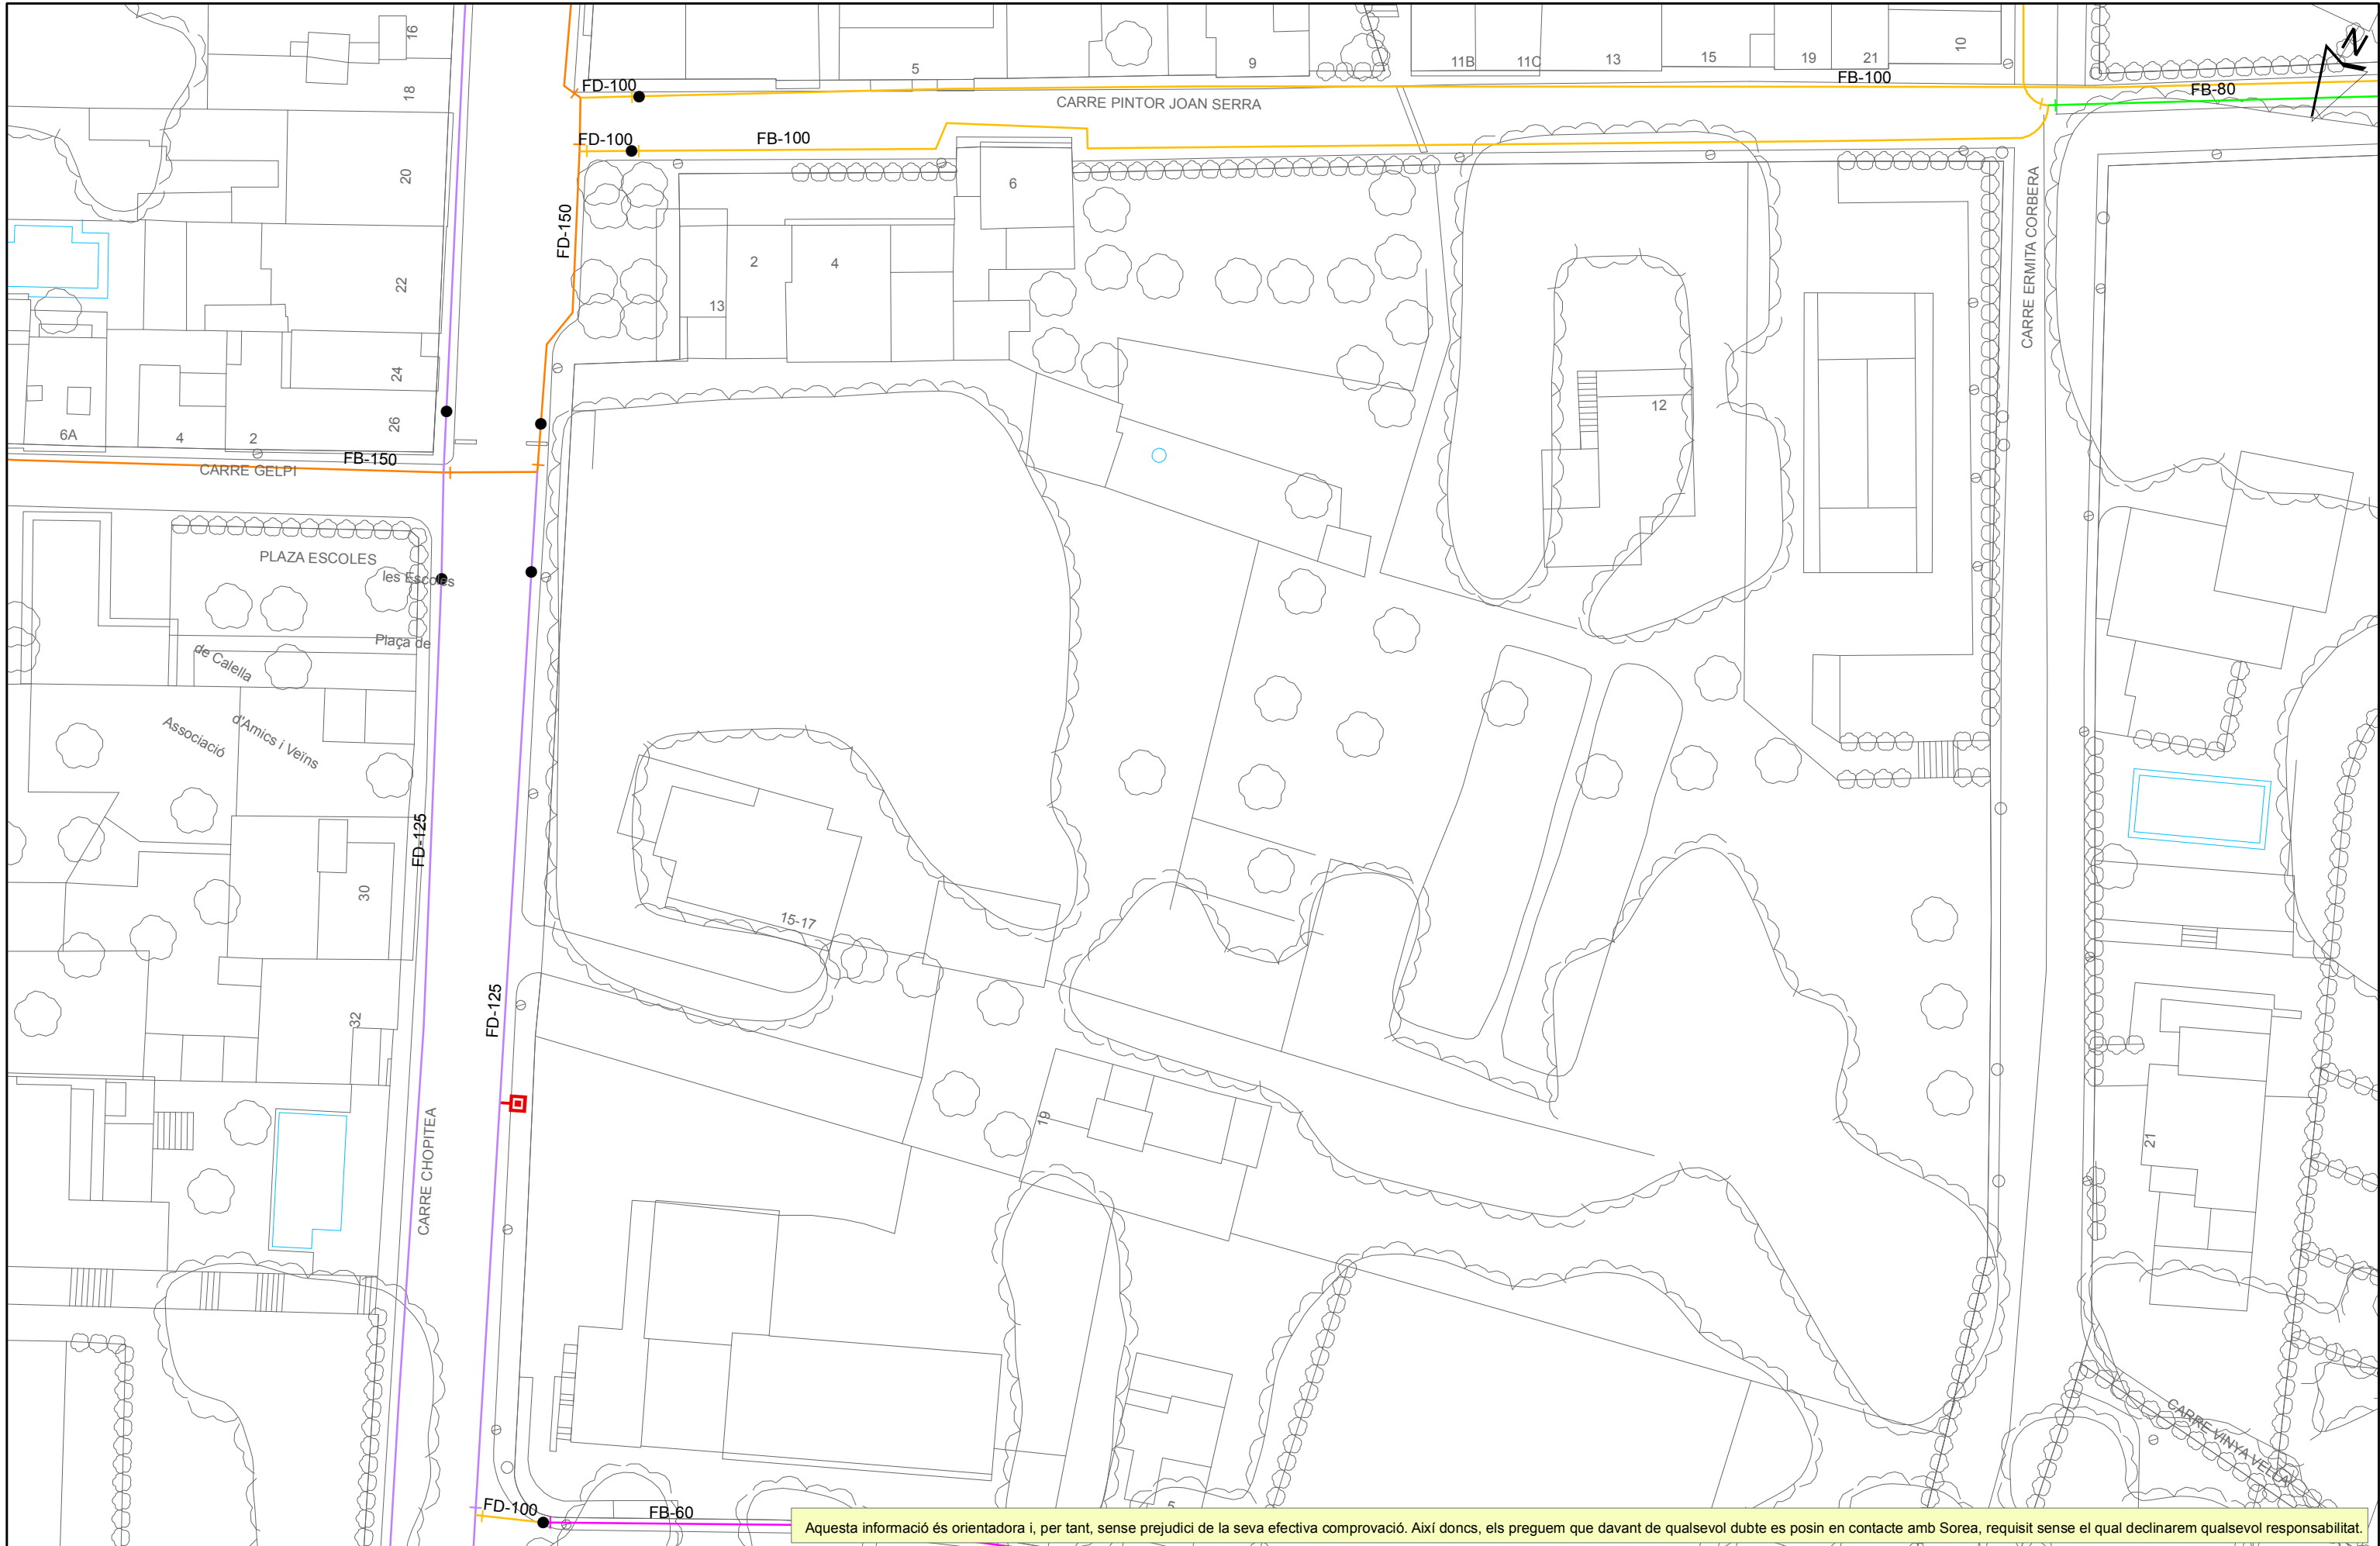 16
5
9
11B
11C
13
15
19
21
10
N
FD-100
FB-100
FB-80
18
CARRE PINTOR JOAN SERRA
FD-100
FB-100
20
6
FD-150
CARRE ERMITA CORBERA
22
2
4
13
24
12
26
6A
4
2
FB-150
CARRE GELPI
PLAZA ESCOLES
les Escoles
Plaça de
de Calella
Associació
d'Amics i Veïns
FD-125
30
15-17
FD-125
32
19
CARRE CHOPITEA
21
CARRE VINYA VELLA
FD-100
FB-60
5
Aquesta informació és orientadora i, per tant, sense prejudici de la seva efectiva comprovació. Així doncs, els preguem que davant de qualsevol dubte es posin en contacte amb Sorea, requisit sense el qual declinarem qualsevol responsabilitat.